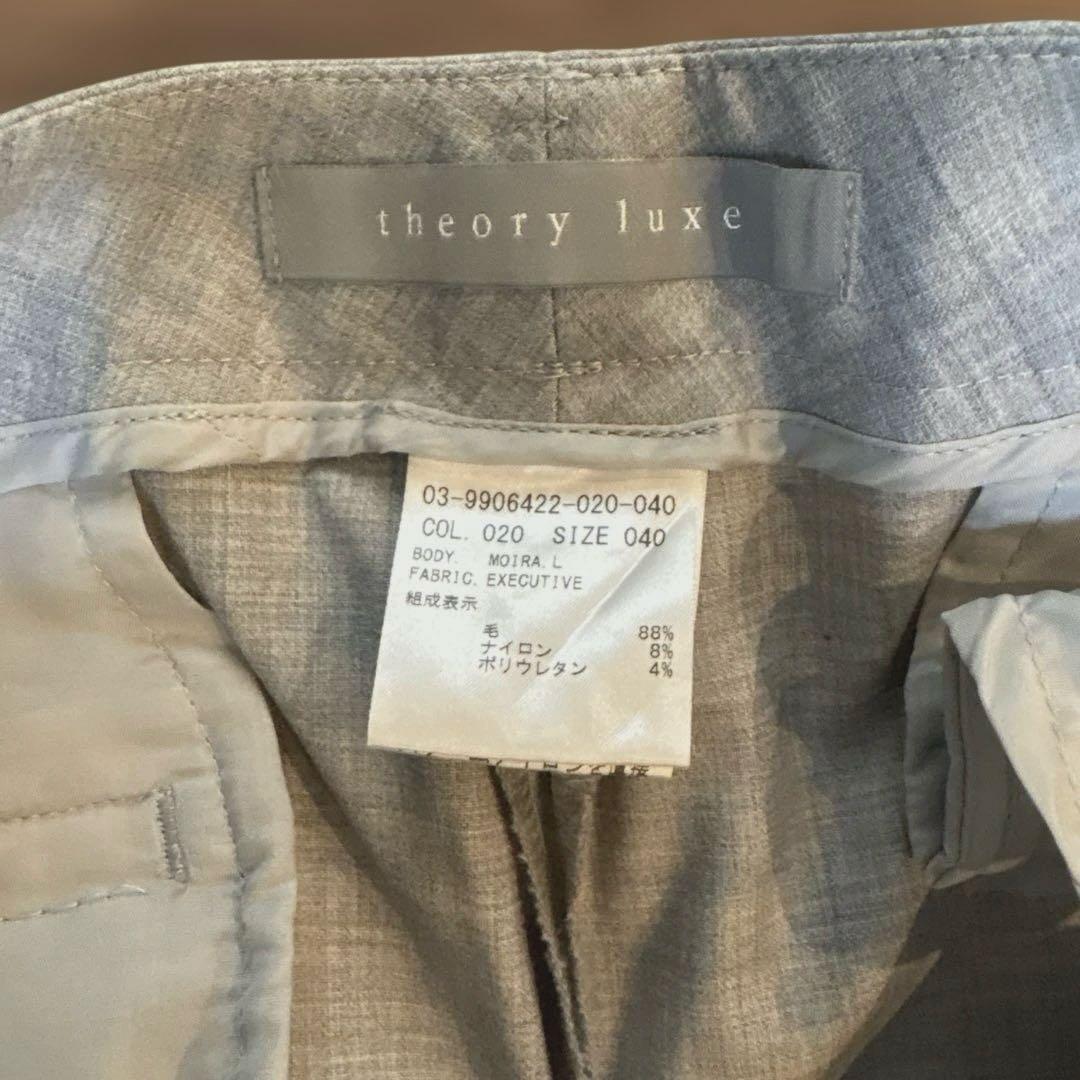 theory luxe
03-9906422-020-040
COL. 020 SIZE 040
BODY. MOIRA.L
FABRIC. EXECUTIVE
組成表示
毛 88%
ナイロン 8%
ポリウレタン 4%